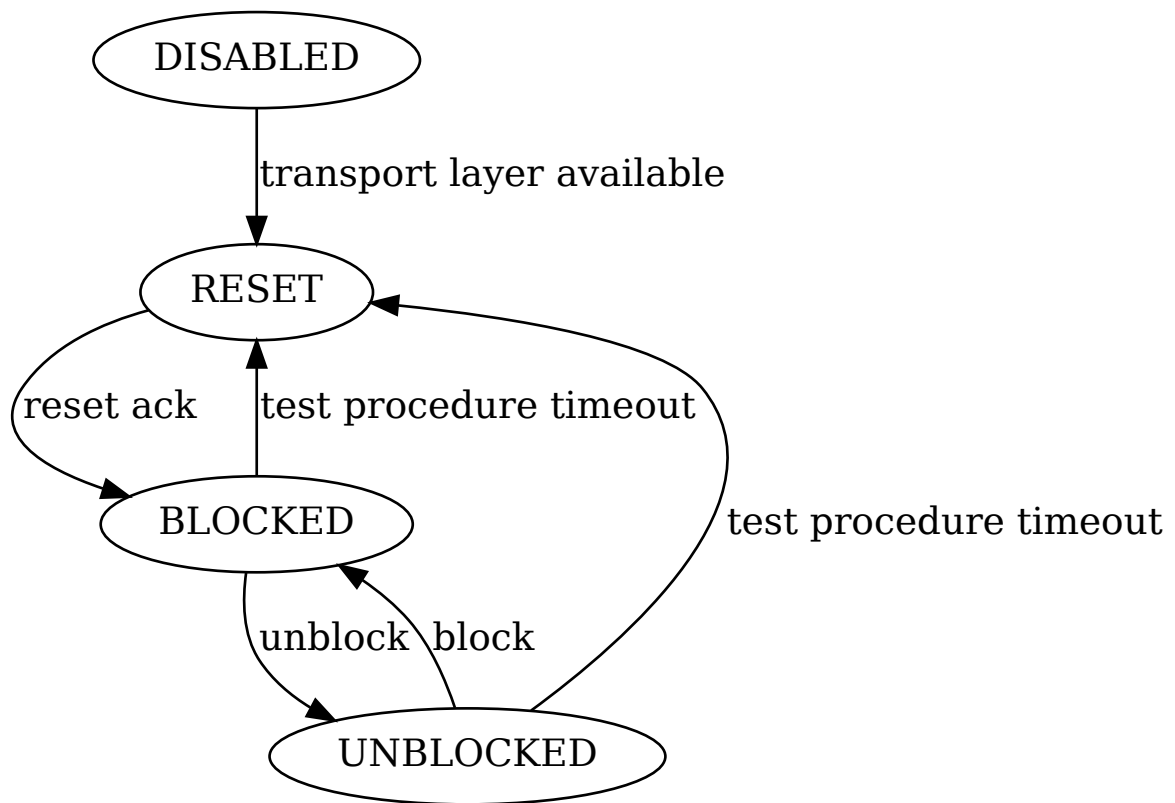 DISABLED
transport layer available
RESET
reset ack
test procedure timeout
BLOCKED
test procedure timeout
unblock
block
UNBLOCKED